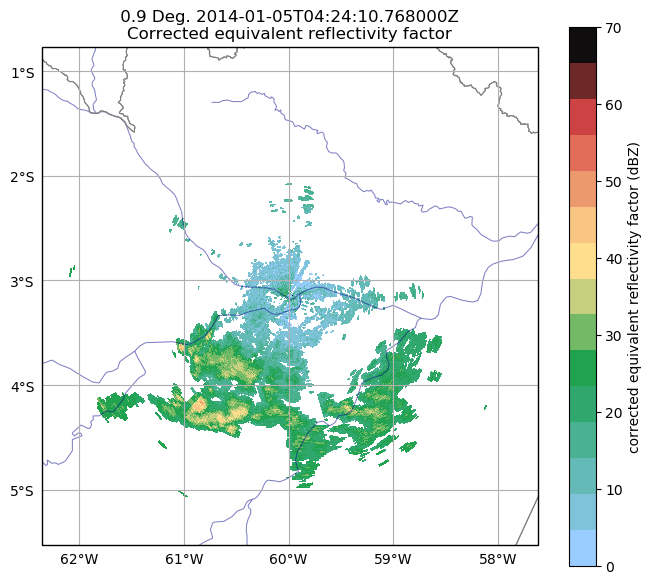 0.9 Deg. 2014-01-05T04:24:10.768000Z
Corrected equivalent reflectivity factor
1°S
2°S
3°S
4°S
5°S
62°W
61°W
60°W
59°W
58°W
70
60
50
40
30
20
10
0
corrected equivalent reflectivity factor (dBZ)